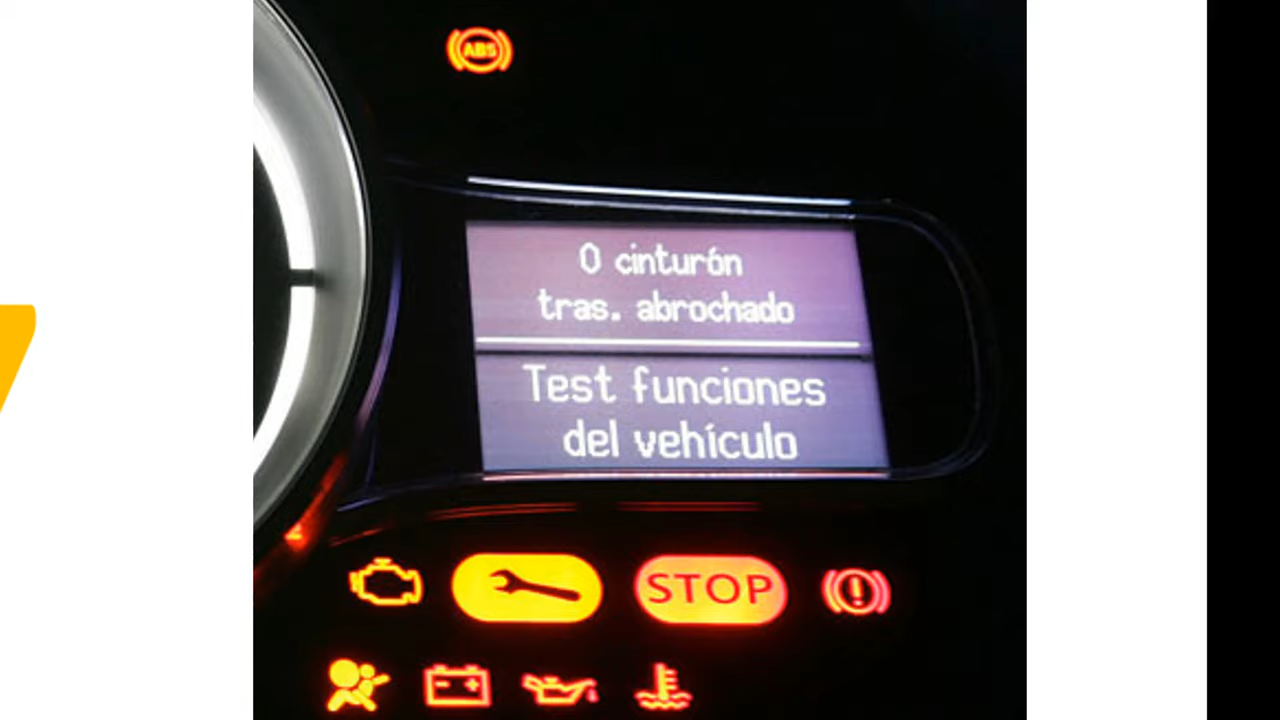 ABS
0 cinturón
tras. abrochado
Test funciones
del vehículo
STOP